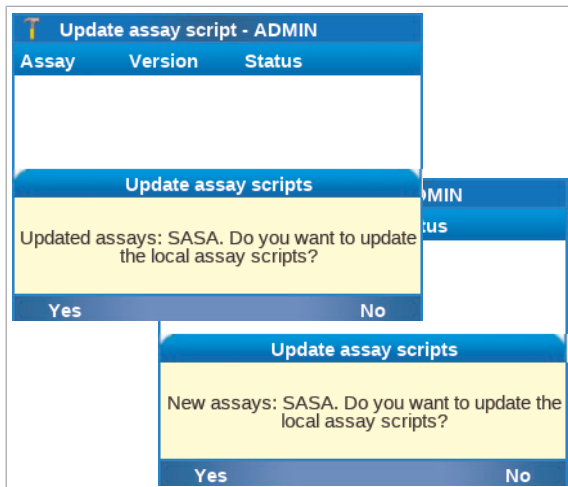 Update assay script - ADMIN
Assay Version Status
Update assay scripts
Updated assays: SASA. Do you want to update
the local assay scripts?
Yes No
MIN
tus
Update assay scripts
New assays: SASA. Do you want to update the
local assay scripts?
Yes No